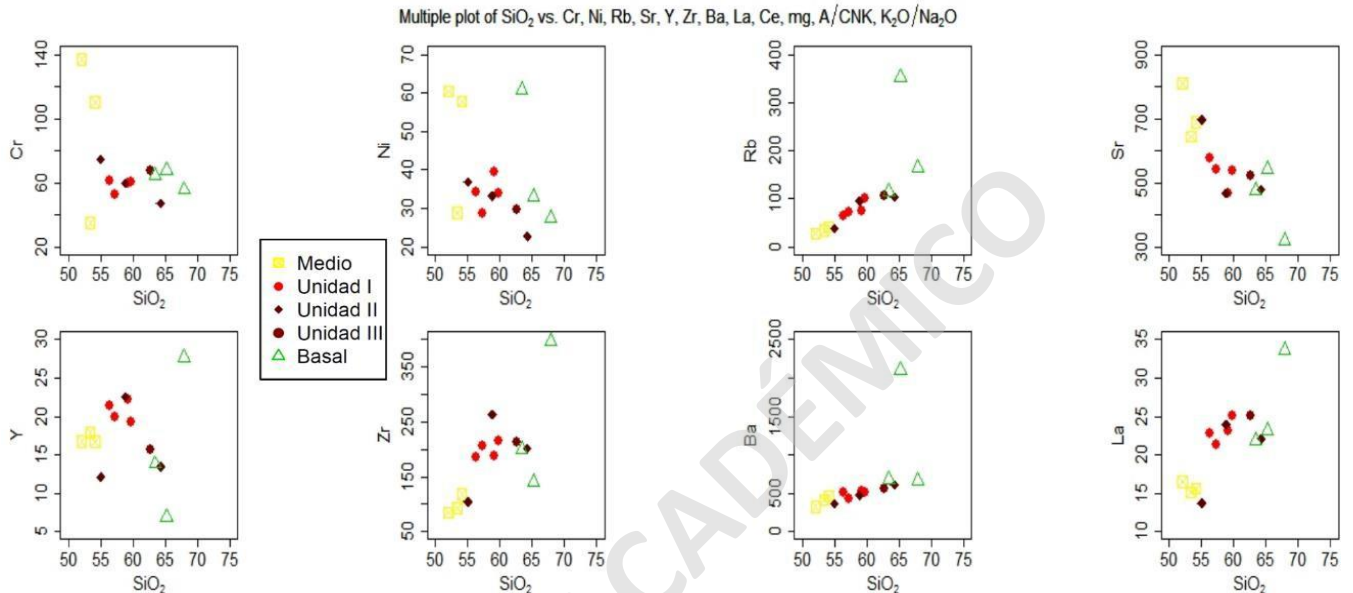 Multiple plot of SiO₂ vs. Cr, Ni, Rb, Sr, Y, Zr, Ba, La, Ce, mg, A/CNK, K₂O/Na₂O
Cr
20 60 100 140
50 55 60 65 70 75
SiO₂
Ni
20 30 40 50 60 70
50 55 60 65 70 75
SiO₂
Rb
0 100 200 300 400
50 55 60 65 70 75
SiO₂
Sr
300 500 700 900
50 55 60 65 70 75
SiO₂
Medio
Unidad I
Unidad II
Unidad III
Basal
Y
5 10 15 20 25 30
50 55 60 65 70 75
SiO₂
Zr
50 150 250 350
50 55 60 65 70 75
SiO₂
Ba
0 500 1500 2500
50 55 60 65 70 75
SiO₂
La
10 15 20 25 30 35
50 55 60 65 70 75
SiO₂
CADÉMICO